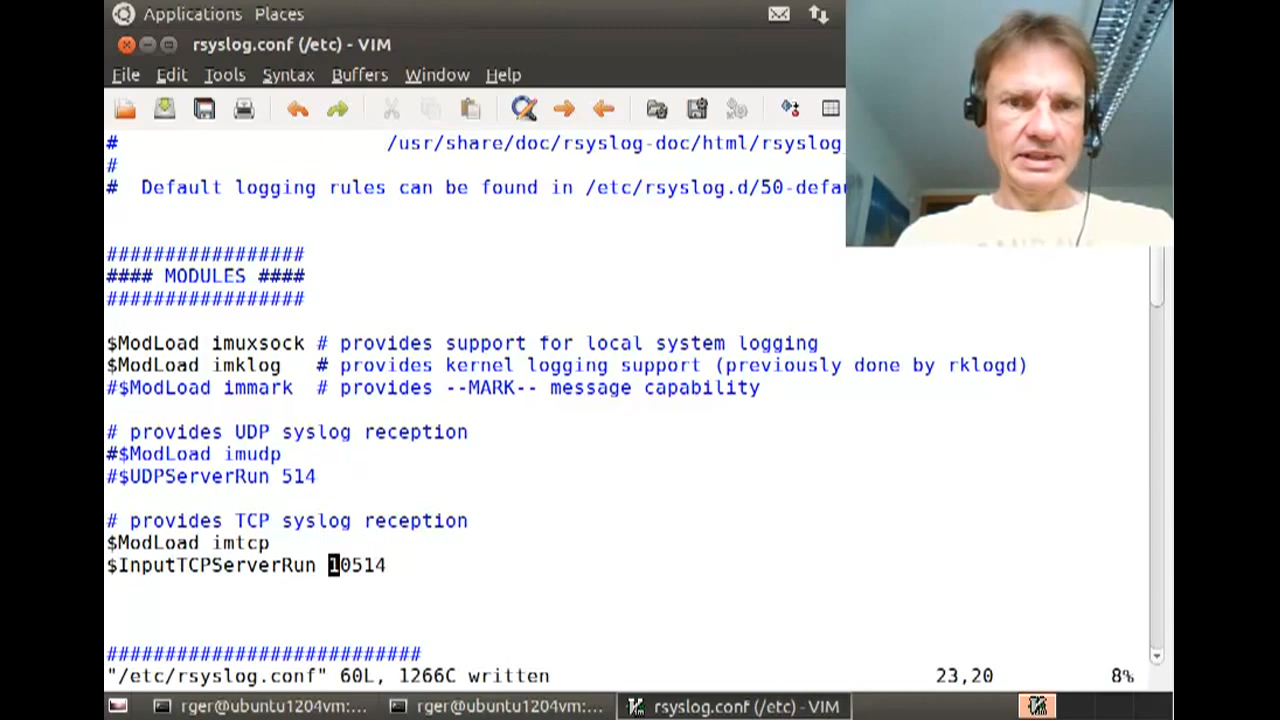 Applications Places
rsyslog.conf (/etc) - VIM
File Edit Tools Syntax Buffers Window Help
# /usr/share/doc/rsyslog-doc/html/rsyslog
#
# Default logging rules can be found in /etc/rsyslog.d/50-defa
#################
#### MODULES ####
#################
$ModLoad imuxsock # provides support for local system logging
$ModLoad imklog # provides kernel logging support (previously done by rklogd)
#$ModLoad immark # provides --MARK-- message capability
# provides UDP syslog reception
#$ModLoad imudp
#$UDPServerRun 514
# provides TCP syslog reception
$ModLoad imtcp
$InputTCPServerRun 10514
###########################
"/etc/rsyslog.conf" 60L, 1266C written 23,20 8%
rger@ubuntu1204vm:... rger@ubuntu1204vm:... rsyslog.conf (/etc) - VIM